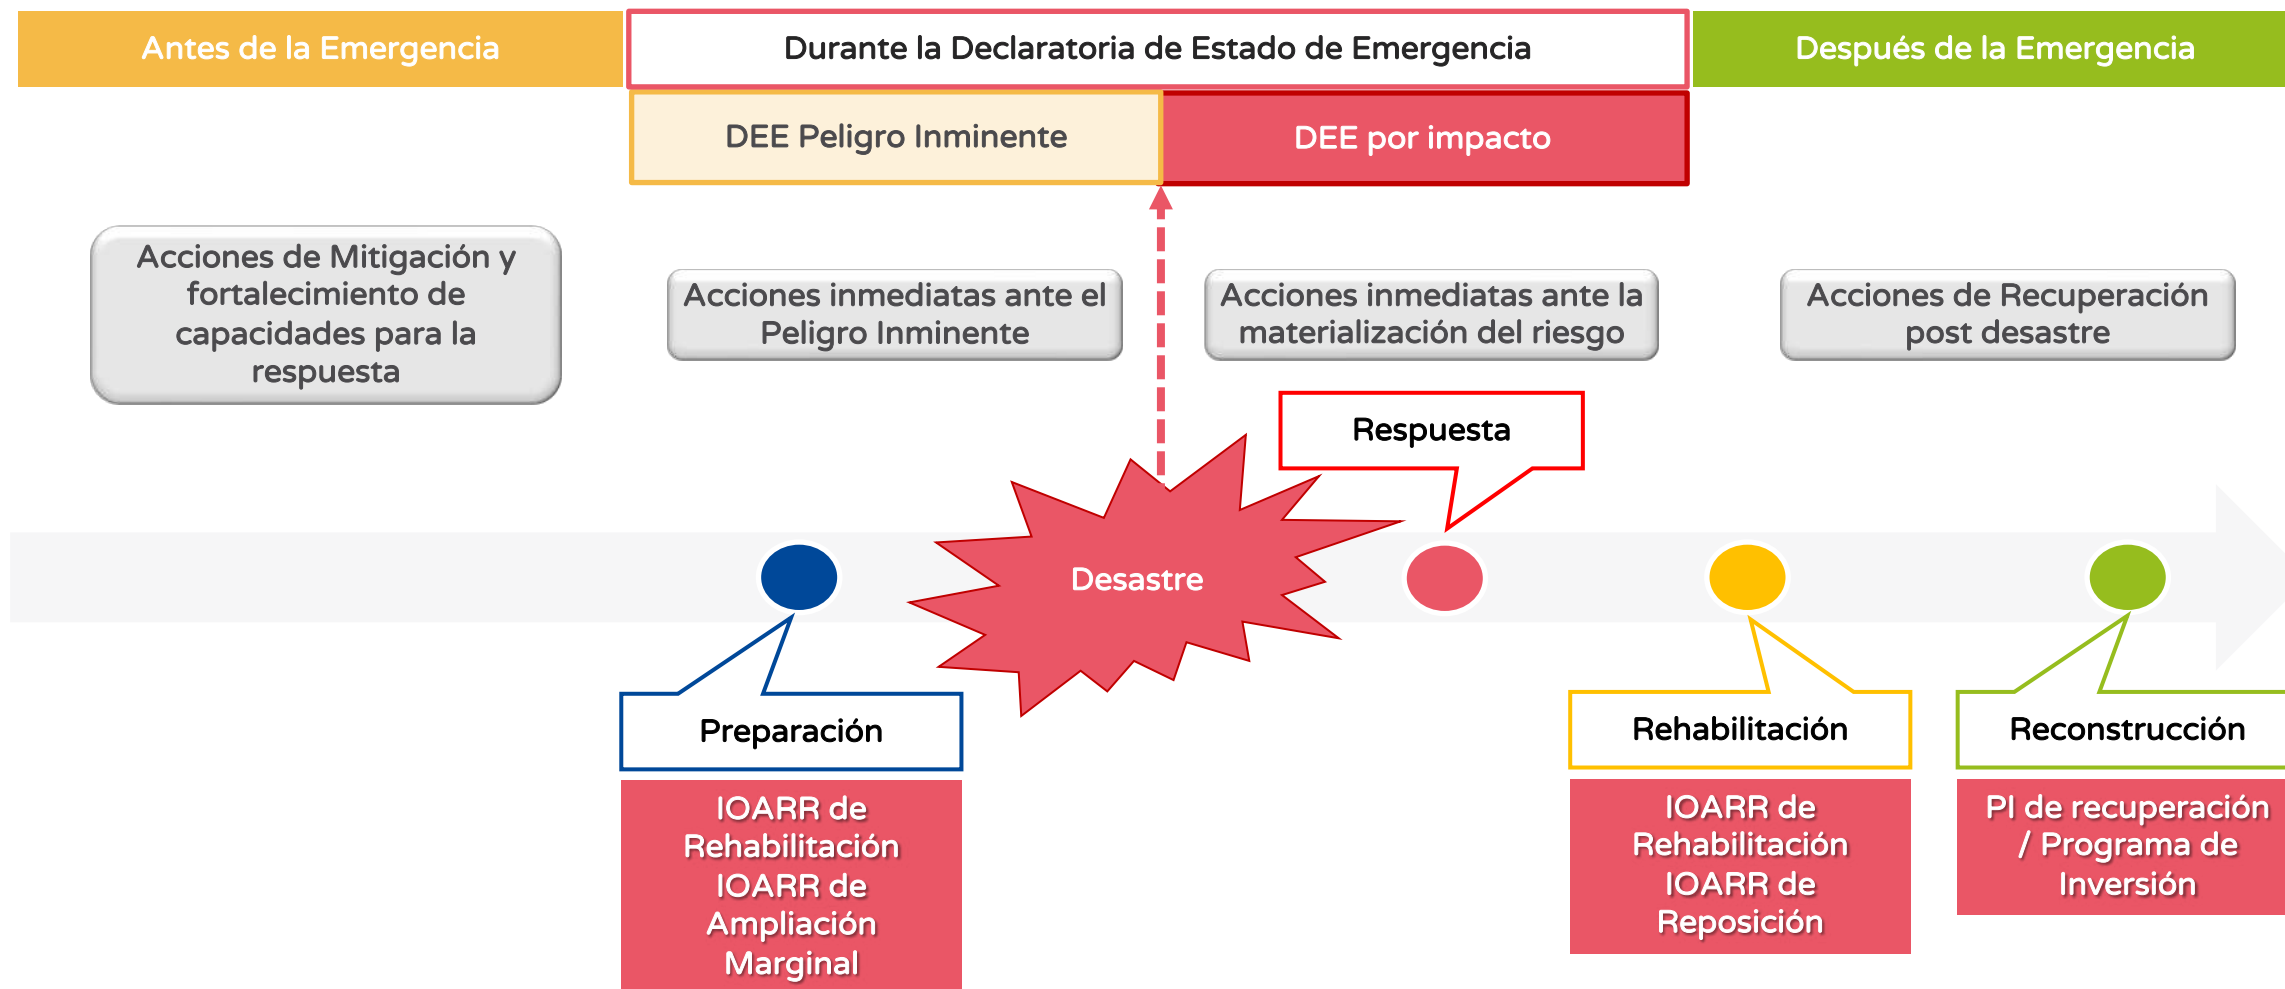 Antes de la Emergencia
Durante la Declaratoria de Estado de Emergencia
Después de la Emergencia
DEE Peligro Inminente
DEE por impacto
Acciones de Mitigación y
fortalecimiento de
capacidades para la
respuesta
Acciones inmediatas ante el
Peligro Inminente
Acciones inmediatas ante la
materialización del riesgo
Acciones de Recuperación
post desastre
Respuesta
Desastre
Preparación
Rehabilitación
Reconstrucción
IOARR de
Rehabilitación
IOARR de
Ampliación
Marginal
IOARR de
Rehabilitación
IOARR de
Reposición
PI de recuperación
/ Programa de
Inversión